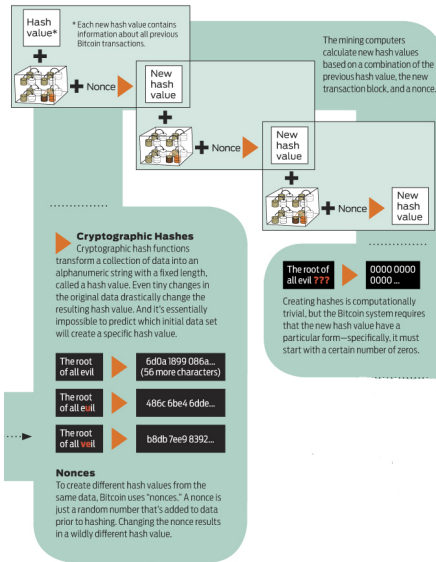 Hash
value*
* Each new hash value contains
information about all previous
Bitcoin transactions.
+
+ Nonce
New
hash
value
The mining computers
calculate new hash values
based on a combination of the
previous hash value, the new
transaction block, and a nonce.
+
+ Nonce
New
hash
value
+
+ Nonce
New
hash
value
Cryptographic Hashes
Cryptographic hash functions
transform a collection of data into an
alphanumeric string with a fixed length,
called a hash value. Even tiny changes in
the original data drastically change the
resulting hash value. And it's essentially
impossible to predict which initial data set
will create a specific hash value.
The root
of all evil
6d0a 1899 086a...
(56 more characters)
The root
of all euil
486c 6be4 6dde...
The root
of all veil
b8db 7ee9 8392...
Nonces
To create different hash values from the
same data, Bitcoin uses "nonces." A nonce is
just a random number that's added to data
prior to hashing. Changing the nonce results
in a wildly different hash value.
The root of
all evil ???
0000 0000
0000 ...
Creating hashes is computationally
trivial, but the Bitcoin system requires
that the new hash value have a
particular form—specifically, it must
start with a certain number of zeros.